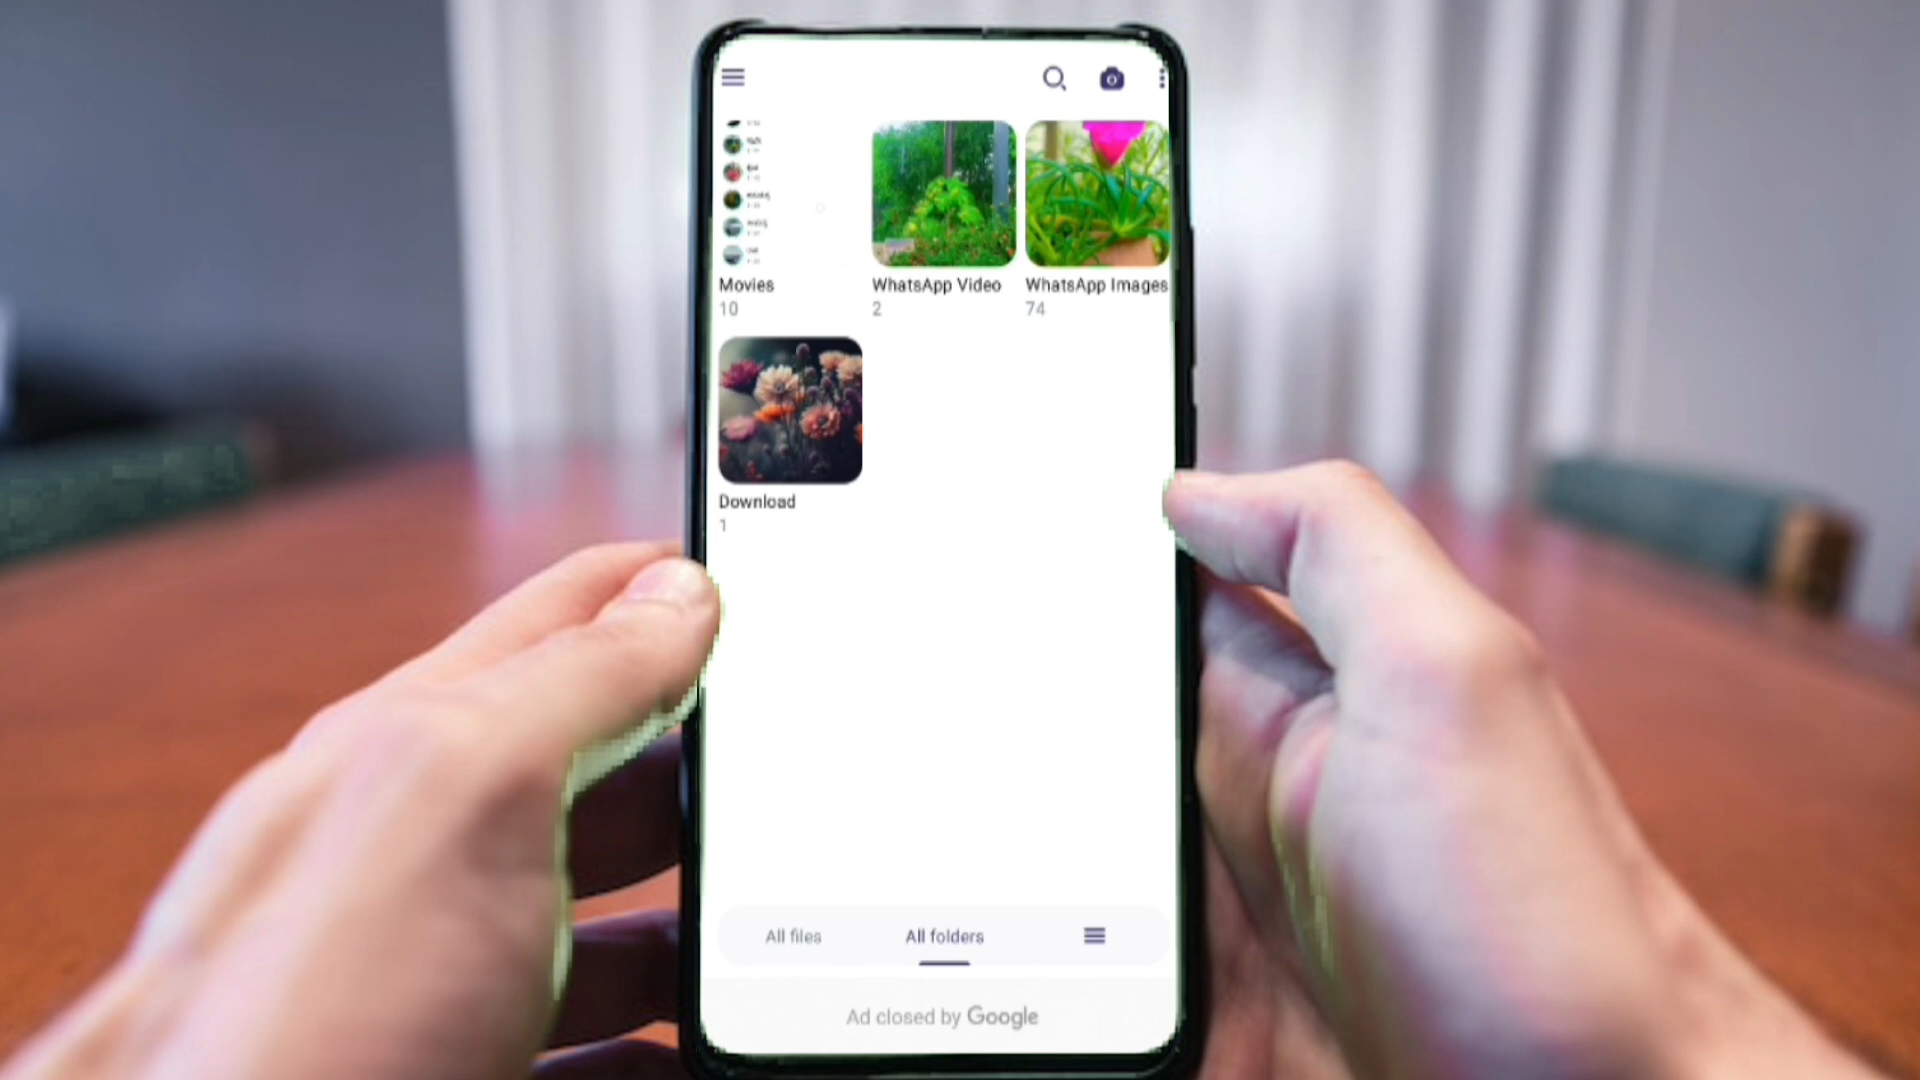 Movies
10
WhatsApp Video
2
WhatsApp Images
74
Download
1
All files
All folders
Ad closed by Google